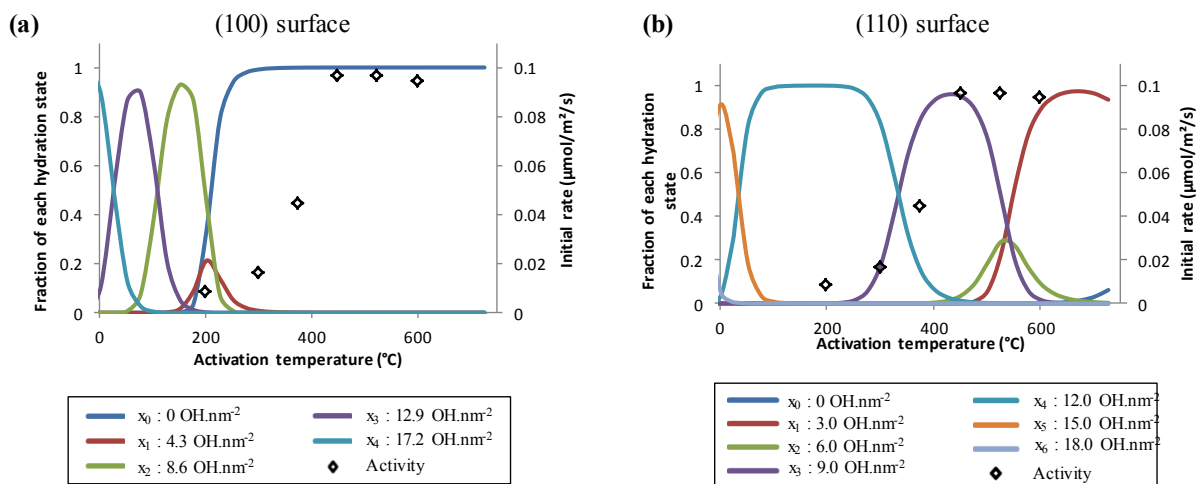 (a)
(100) surface
Fraction of each hydration state
1
0.8
0.6
0.4
0.2
0
0.1
0.08
0.06
0.04
0.02
0
Initial rate (µmol/m²/s)
0
200
400
600
Activation temperature (°C)
x₀ : 0 OH.nm⁻²
x₁ : 4.3 OH.nm⁻²
x₂ : 8.6 OH.nm⁻²
x₃ : 12.9 OH.nm⁻²
x₄ : 17.2 OH.nm⁻²
Activity
(b)
(110) surface
Fraction of each hydration
state
1
0.8
0.6
0.4
0.2
0
0.1
0.08
0.06
0.04
0.02
0
Initial rate (µmol/m²/s)
0
200
400
600
Activation temperature (°C)
x₀ : 0 OH.nm⁻²
x₁ : 3.0 OH.nm⁻²
x₂ : 6.0 OH.nm⁻²
x₃ : 9.0 OH.nm⁻²
x₄ : 12.0 OH.nm⁻²
x₅ : 15.0 OH.nm⁻²
x₆ : 18.0 OH.nm⁻²
Activity